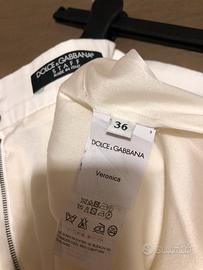 DOLCE & GABBANA
STAFF
MADE IN ITALY
36
DOLCE & GABBANA
Veronica